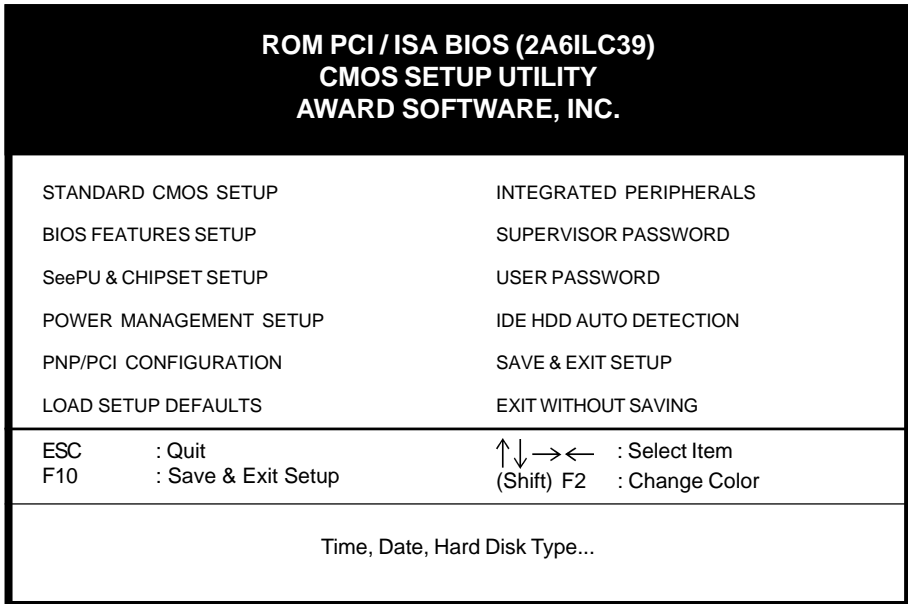 ROM PCI / ISA BIOS (2A6ILC39)
CMOS SETUP UTILITY
AWARD SOFTWARE, INC.
STANDARD CMOS SETUP
BIOS FEATURES SETUP
SeePU & CHIPSET SETUP
POWER MANAGEMENT SETUP
PNP/PCI CONFIGURATION
LOAD SETUP DEFAULTS
INTEGRATED PERIPHERALS
SUPERVISOR PASSWORD
USER PASSWORD
IDE HDD AUTO DETECTION
SAVE & EXIT SETUP
EXIT WITHOUT SAVING
ESC : Quit
F10 : Save & Exit Setup
↑↓→← : Select Item
(Shift) F2 : Change Color
Time, Date, Hard Disk Type...